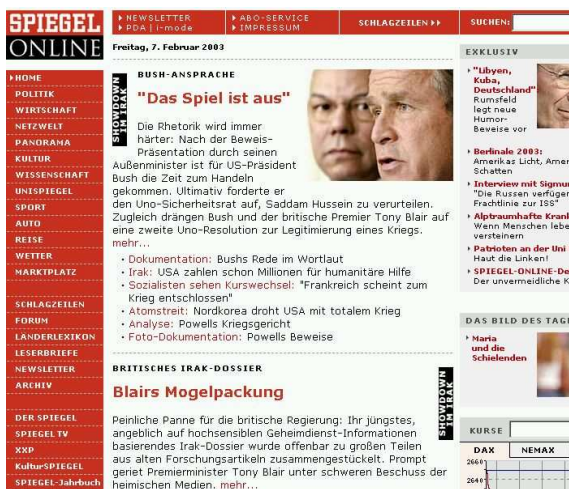 SPIEGEL
ONLINE
NEWSLETTER
PDA | i-mode
ABO-SERVICE
IMPRESSUM
SCHLAGZEILEN
SUCHEN:
HOME
POLITIK
WIRTSCHAFT
NETZWELT
PANORAMA
KULTUR
WISSENSCHAFT
UNISPIEGEL
SPORT
AUTO
REISE
WETTER
MARKTPLATZ
SCHLAGZEILEN
FORUM
LÄNDERLEXIKON
LESERBRIEFE
NEWSLETTER
ARCHIV
DER SPIEGEL
SPIEGEL TV
XXP
KulturSPIEGEL
SPIEGEL-Jahrbuch
Freitag, 7. Februar 2003
SHOWDOWN
IM IRAK
BUSH-ANSPRACHE
"Das Spiel ist aus"
Die Rhetorik wird immer
härter: Nach der Beweis-
Präsentation durch seinen
Außenminister ist für US-Präsident
Bush die Zeit zum Handeln
gekommen. Ultimativ forderte er
den Uno-Sicherheitsrat auf, Saddam Hussein zu verurteilen.
Zugleich drängen Bush und der britische Premier Tony Blair auf
eine zweite Uno-Resolution zur Legitimierung eines Kriegs.
mehr...
· Dokumentation: Bushs Rede im Wortlaut
· Irak: USA zahlen schon Millionen für humanitäre Hilfe
· Sozialisten sehen Kurswechsel: "Frankreich scheint zum
Krieg entschlossen"
· Atomstreit: Nordkorea droht USA mit totalem Krieg
· Analyse: Powells Kriegsgericht
· Foto-Dokumentation: Powells Beweise
BRITISCHES IRAK-DOSSIER
Blairs Mogelpackung
SHOWDOWN
IM IRAK
Peinliche Panne für die britische Regierung: Ihr jüngstes,
angeblich auf hochsensiblen Geheimdienst-Informationen
basierendes Irak-Dossier wurde offenbar zu großen Teilen
aus alten Forschungsartikeln zusammengestückelt. Prompt
geriet Premierminister Tony Blair unter schweren Beschuss der
heimischen Medien. mehr...
EXKLUSIV
"Libyen,
Kuba,
Deutschland"
Rumsfeld
legt neue
Humor-
Beweise vor
Berlinale 2003:
Amerikas Licht, Amer
Schatten
Interview mit Sigmu
"Die Russen verfüger
Frachtlinie zur ISS"
Alptraumhafte Krank
Wenn Menschen lebe
versteinern
Patrioten an der Uni
Haut die Linken!
SPIEGEL-ONLINE-De
Der unvermeidliche K
DAS BILD DES TAG
Maria
und die
Schielenden
KURSE
DAX
NEMAX
2660
2640